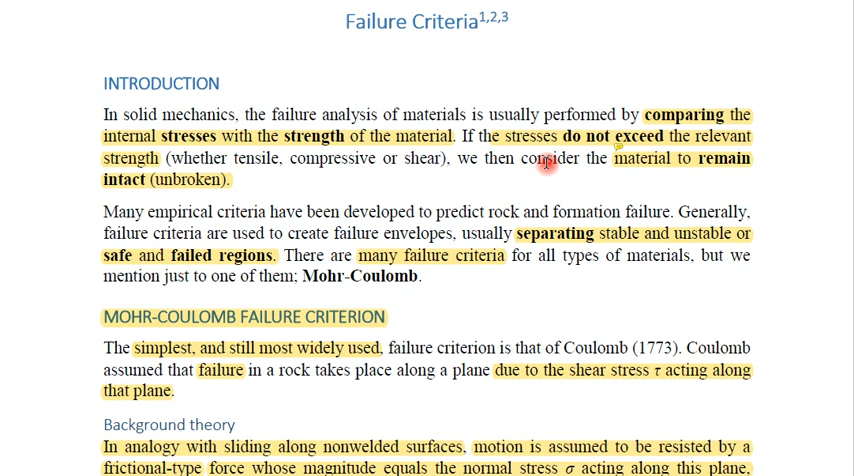 Failure Criteria1,2,3
INTRODUCTION
In solid mechanics, the failure analysis of materials is usually performed by comparing the
internal stresses with the strength of the material. If the stresses do not exceed the relevant
strength (whether tensile, compressive or shear), we then consider the material to remain
intact (unbroken).
Many empirical criteria have been developed to predict rock and formation failure. Generally,
failure criteria are used to create failure envelopes, usually separating stable and unstable or
safe and failed regions. There are many failure criteria for all types of materials, but we
mention just to one of them; Mohr-Coulomb.
MOHR-COULOMB FAILURE CRITERION
The simplest, and still most widely used, failure criterion is that of Coulomb (1773). Coulomb
assumed that failure in a rock takes place along a plane due to the shear stress τ acting along
that plane.
Background theory
In analogy with sliding along nonwelded surfaces, motion is assumed to be resisted by a
frictional-type force whose magnitude equals the normal stress σ acting along this plane,